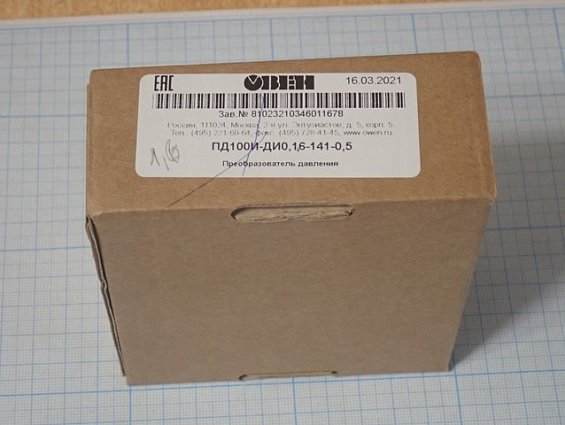 EAC ОВЕН 16.03.2021
Зав.№ 81023210346011678
Россия, 111024, Москва, 2-я ул. Энтузиастов, д. 5, корп. 5
Тел.: (495) 221-60-64, факс: (495) 728-41-45, www.owen.ru
ПД100И-ДИ0,16-141-0,5
Преобразователь давления
1,6